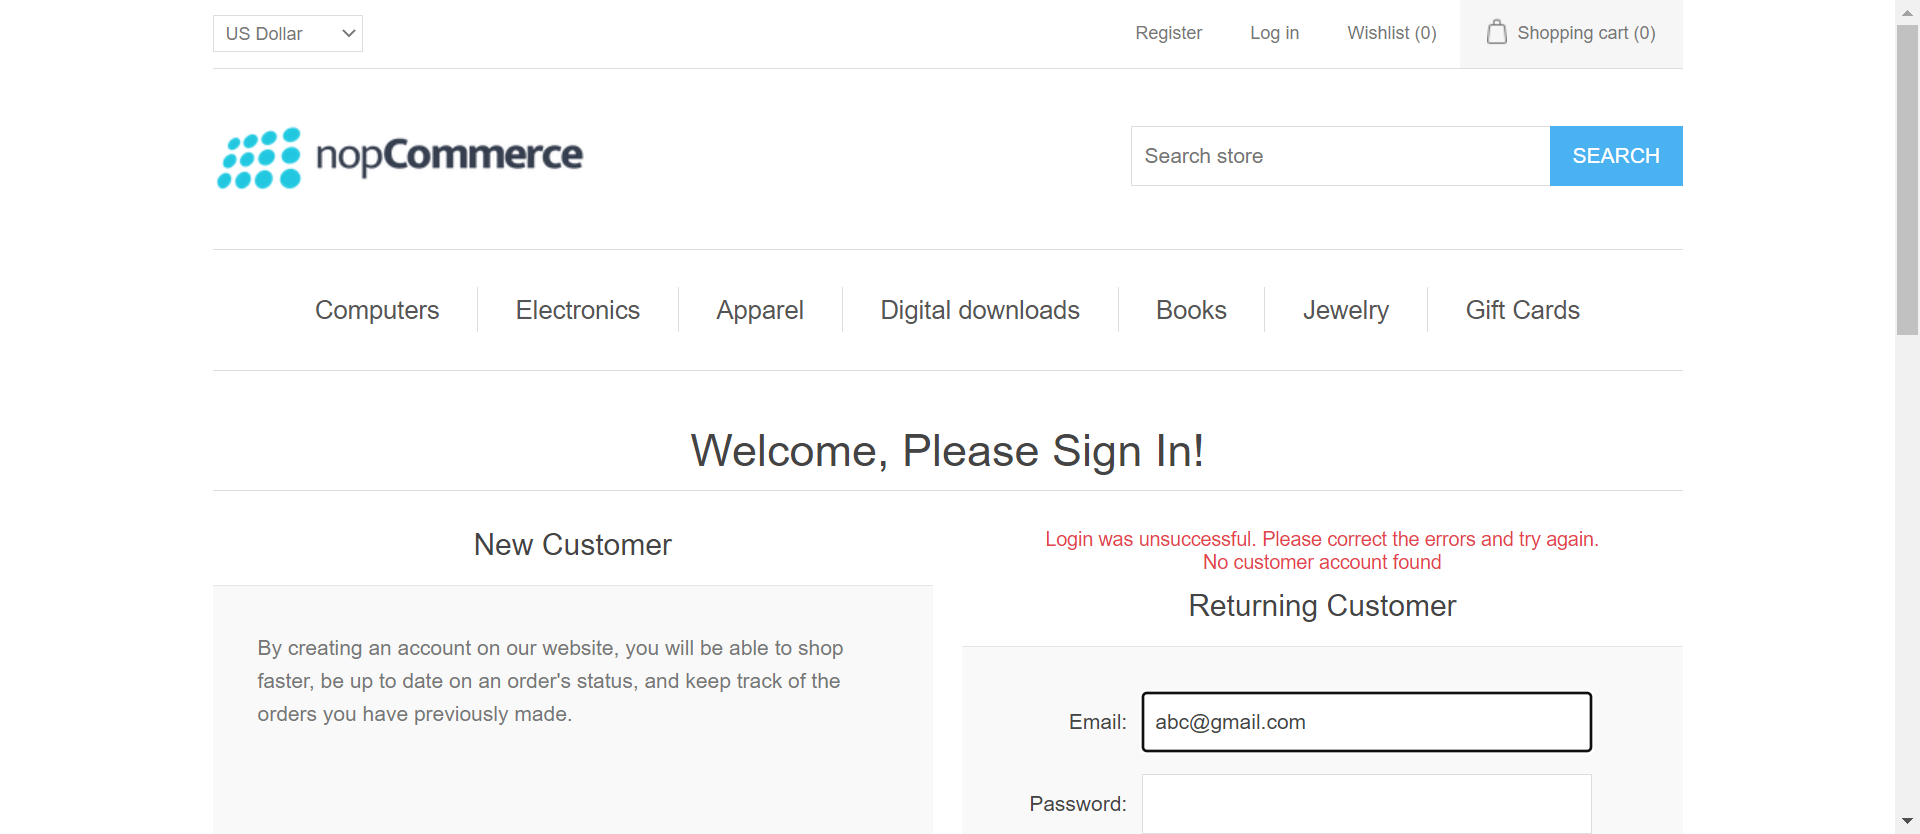 US Dollar
Register
Log in
Wishlist (0)
Shopping cart (0)
nopCommerce
Search store
SEARCH
Computers
Electronics
Apparel
Digital downloads
Books
Jewelry
Gift Cards
Welcome, Please Sign In!
New Customer
By creating an account on our website, you will be able to shop
faster, be up to date on an order's status, and keep track of the
orders you have previously made.
Login was unsuccessful. Please correct the errors and try again.
No customer account found
Returning Customer
Email:
abc@gmail.com
Password: